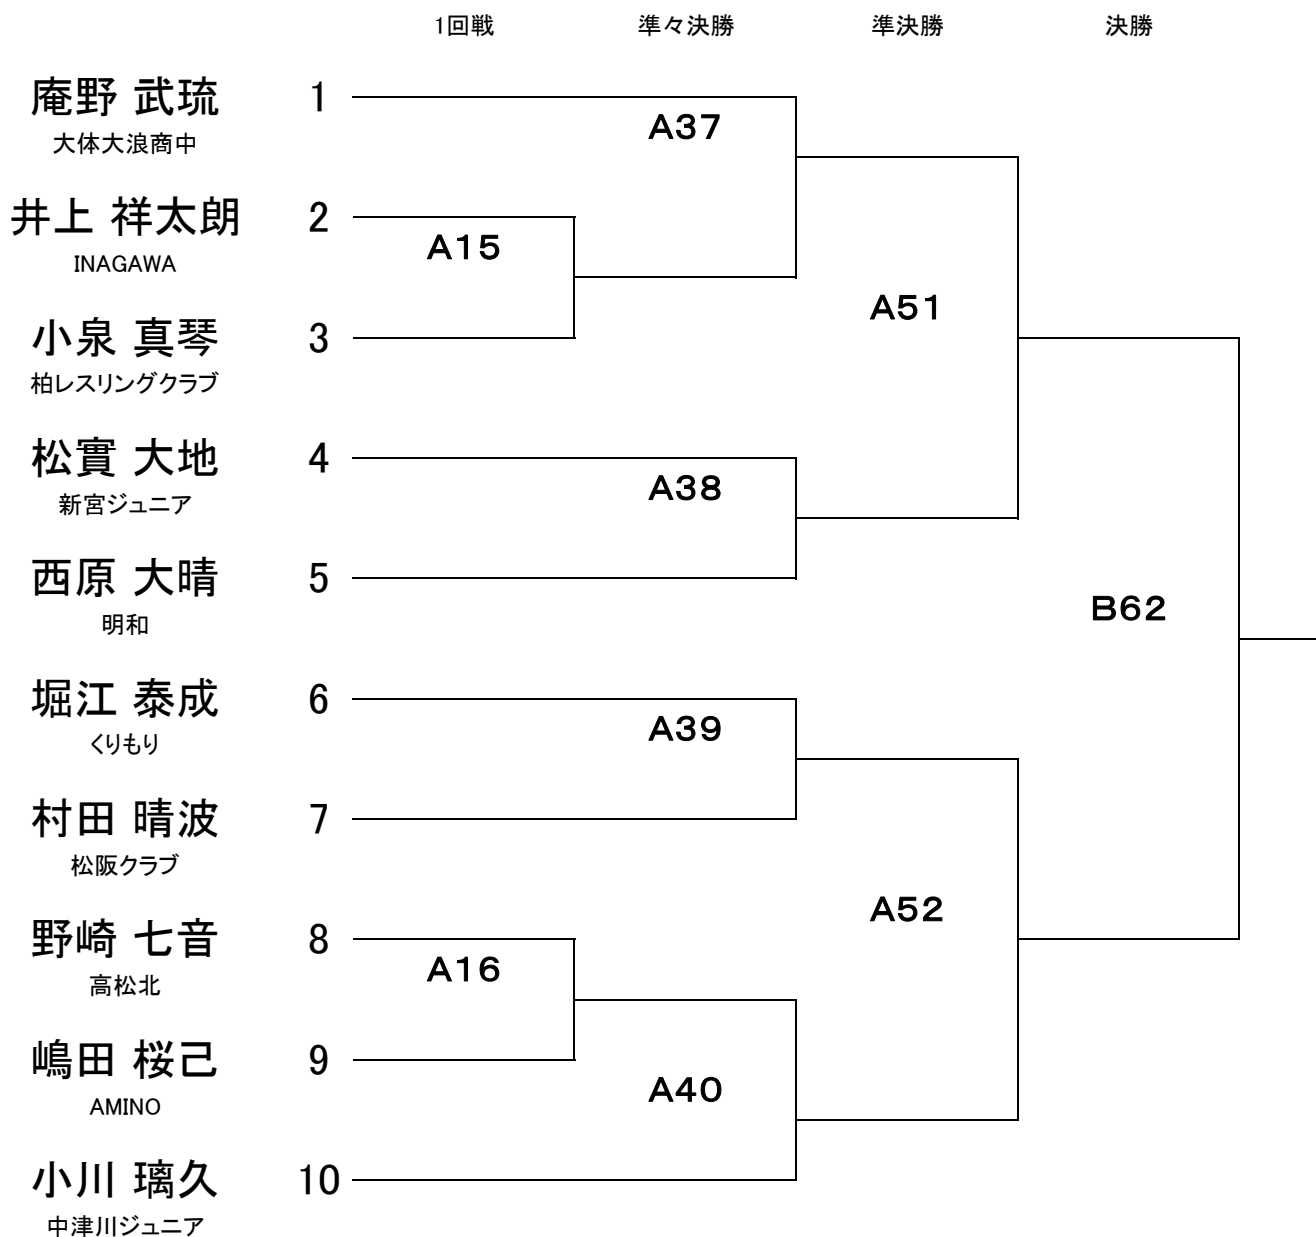 1回戦 準々決勝 準決勝 決勝
庵野 武琉 1
A37
大体大浪商中
井上 祥太朗 2
A15
INAGAWA
A51
小泉 真琴 3
柏レスリングクラブ
松實 大地 4
A38
新宮ジュニア
西原 大晴 5
B62
明和
堀江 泰成 6
A39
くりもり
村田 晴波 7
松阪クラブ
A52
野崎 七音 8
A16
高松北
嶋田 桜己 9
A40
AMINO
小川 璃久 10
中津川ジュニア